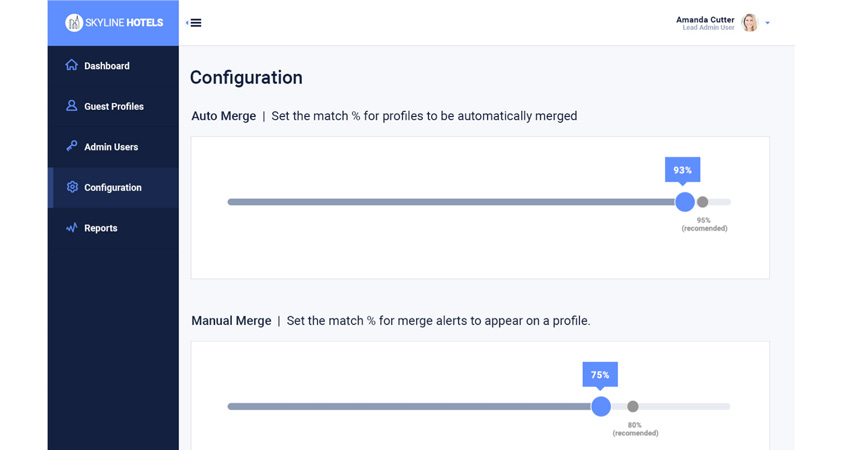 SKYLINE HOTELS
Amanda Cutter
Lead Admin User
Dashboard
Guest Profiles
Admin Users
Configuration
Reports
Configuration
Auto Merge | Set the match % for profiles to be automatically merged
93%
95%
(recomended)
Manual Merge | Set the match % for merge alerts to appear on a profile.
75%
80%
(recomended)